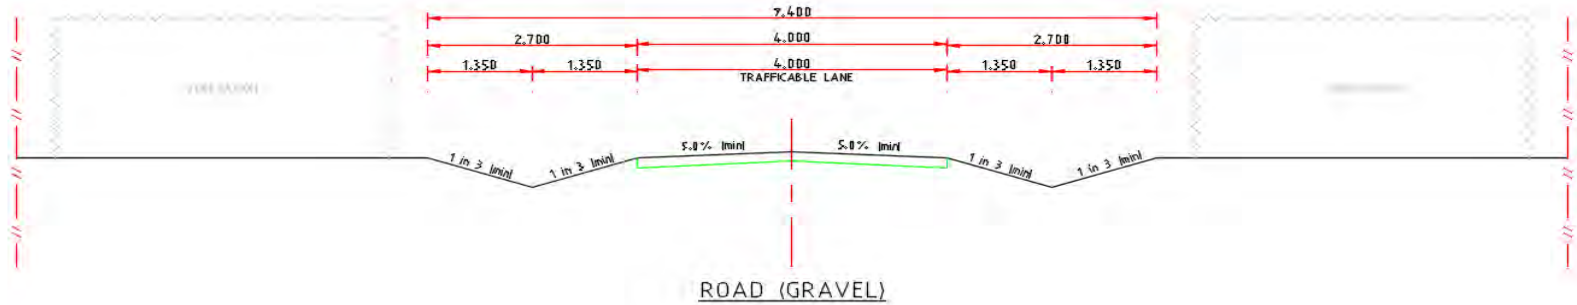 9.400
2.700 4.000 2.700
1.350 1.350 4.000 1.350 1.350
TRAFFICABLE LANE
1 in 3 (min) 1 in 3 (min) 5.0% (min) 5.0% (min) 1 in 3 (min) 1 in 3 (min)
ROAD (GRAVEL)